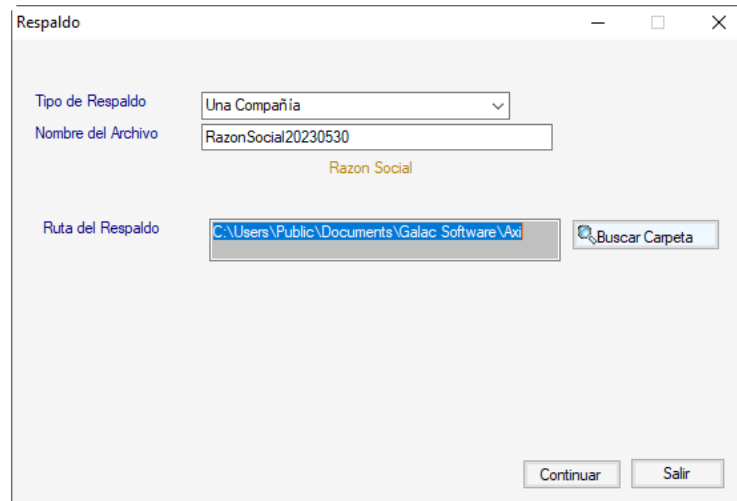 Respaldo
Tipo de Respaldo
Una Compañía
Nombre del Archivo
RazonSocial20230530
Razon Social
Ruta del Respaldo
C:\Users\Public\Documents\Galac Software\Axi
Buscar Carpeta
Continuar
Salir